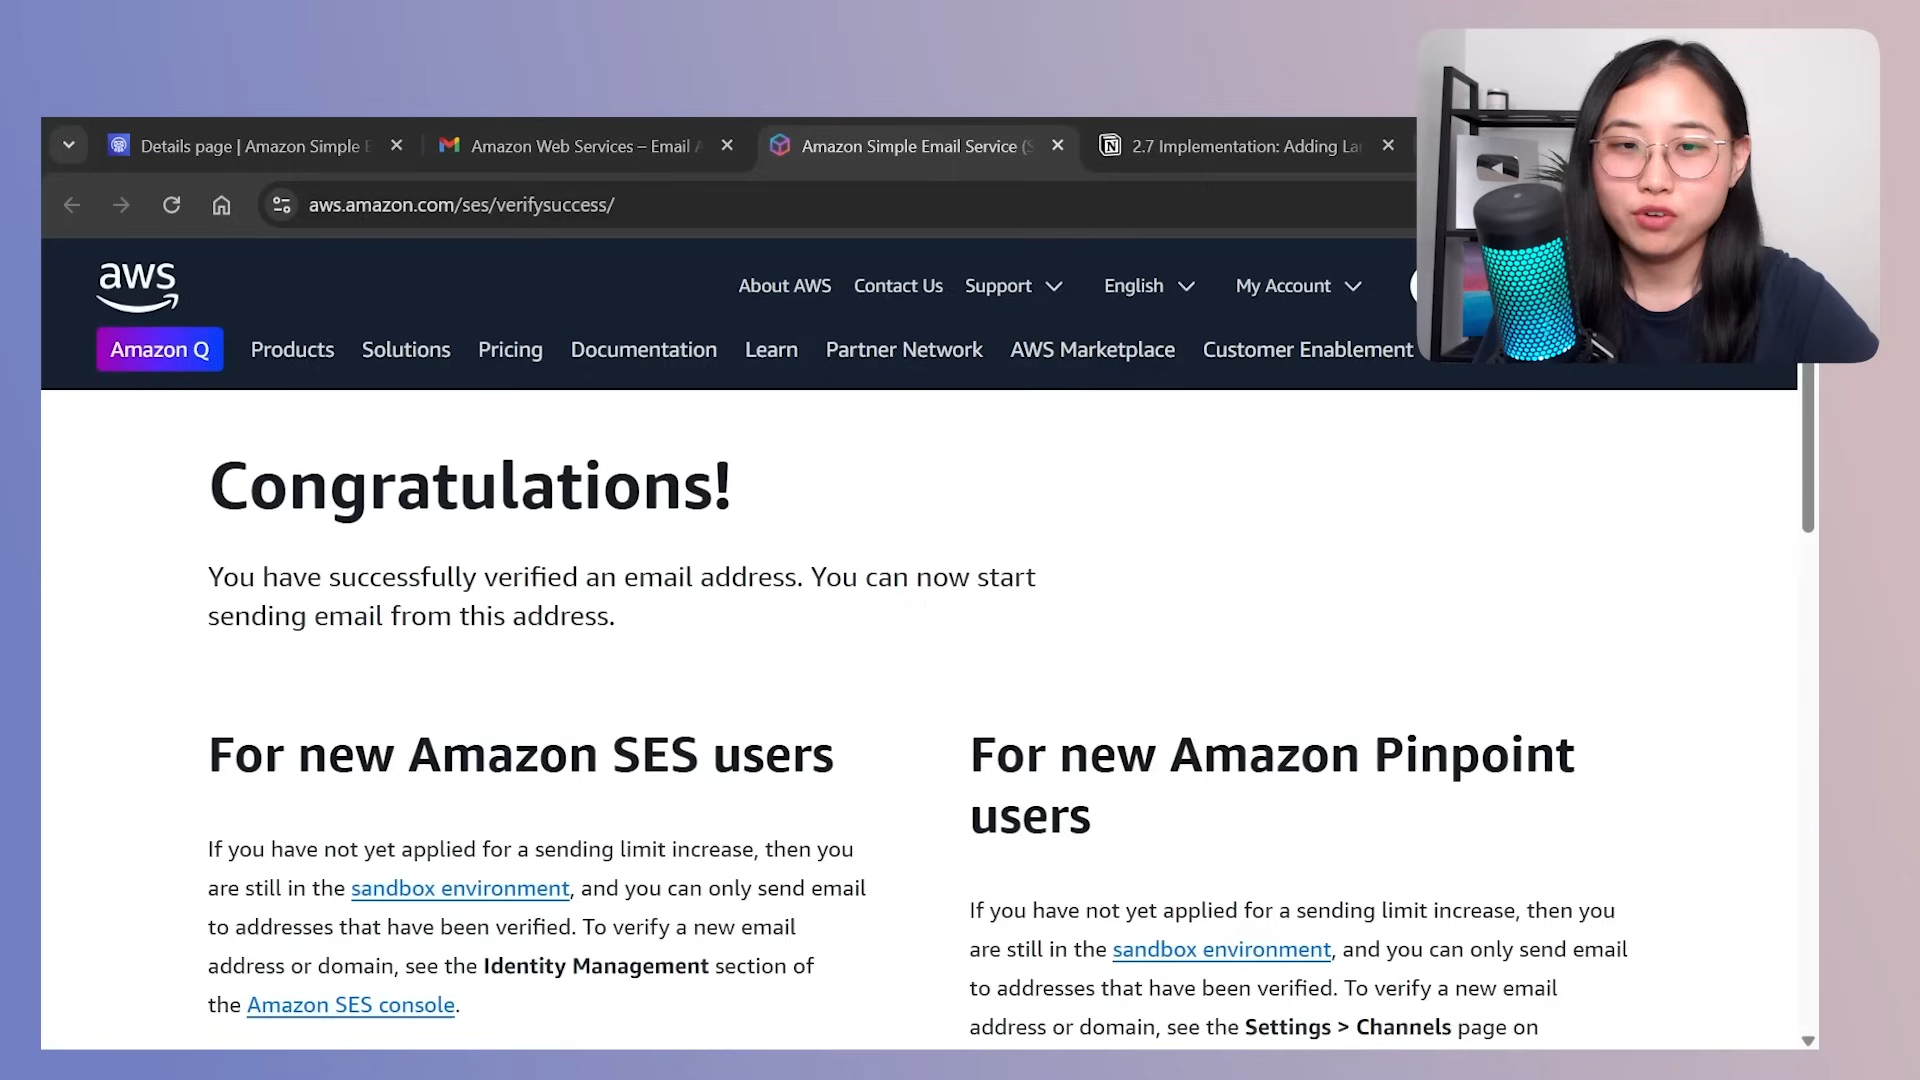 Details page | Amazon Simple E
Amazon Web Services – Email A
Amazon Simple Email Service (S
2.7 Implementation: Adding La
aws.amazon.com/ses/verifysuccess/
aws
About AWS
Contact Us
Support
English
My Account
Amazon Q
Products
Solutions
Pricing
Documentation
Learn
Partner Network
AWS Marketplace
Customer Enablement
Congratulations!
You have successfully verified an email address. You can now start
sending email from this address.
For new Amazon SES users
If you have not yet applied for a sending limit increase, then you
are still in the sandbox environment, and you can only send email
to addresses that have been verified. To verify a new email
address or domain, see the Identity Management section of
the Amazon SES console.
For new Amazon Pinpoint
users
If you have not yet applied for a sending limit increase, then you
are still in the sandbox environment, and you can only send email
to addresses that have been verified. To verify a new email
address or domain, see the Settings > Channels page on